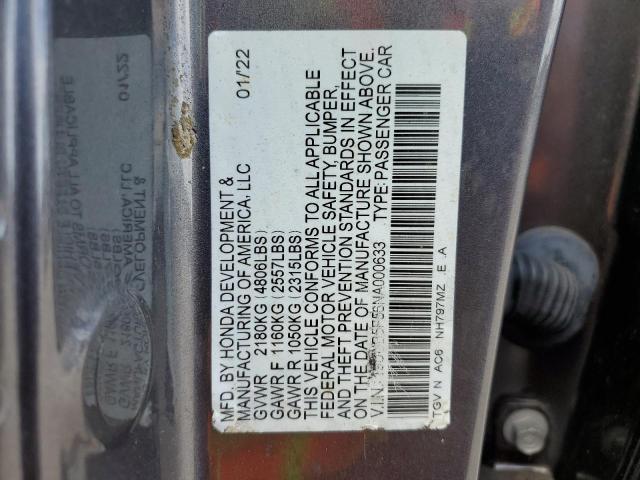 MFD. BY HONDA DEVELOPMENT &
MANUFACTURING OF AMERICA, LLC 01/22
GVWR 2180KG (4806LBS)
GAWR F 1160KG (2557LBS)
GAWR R 1050KG (2315LBS)
THIS VEHICLE CONFORMS TO ALL APPLICABLE
FEDERAL MOTOR VEHICLE SAFETY, BUMPER,
AND THEFT PREVENTION STANDARDS IN EFFECT
ON THE DATE OF MANUFACTURE SHOWN ABOVE.
V.I.N.: TYPE: PASSENGER CAR
TGV N AC6 NH797MZ E A